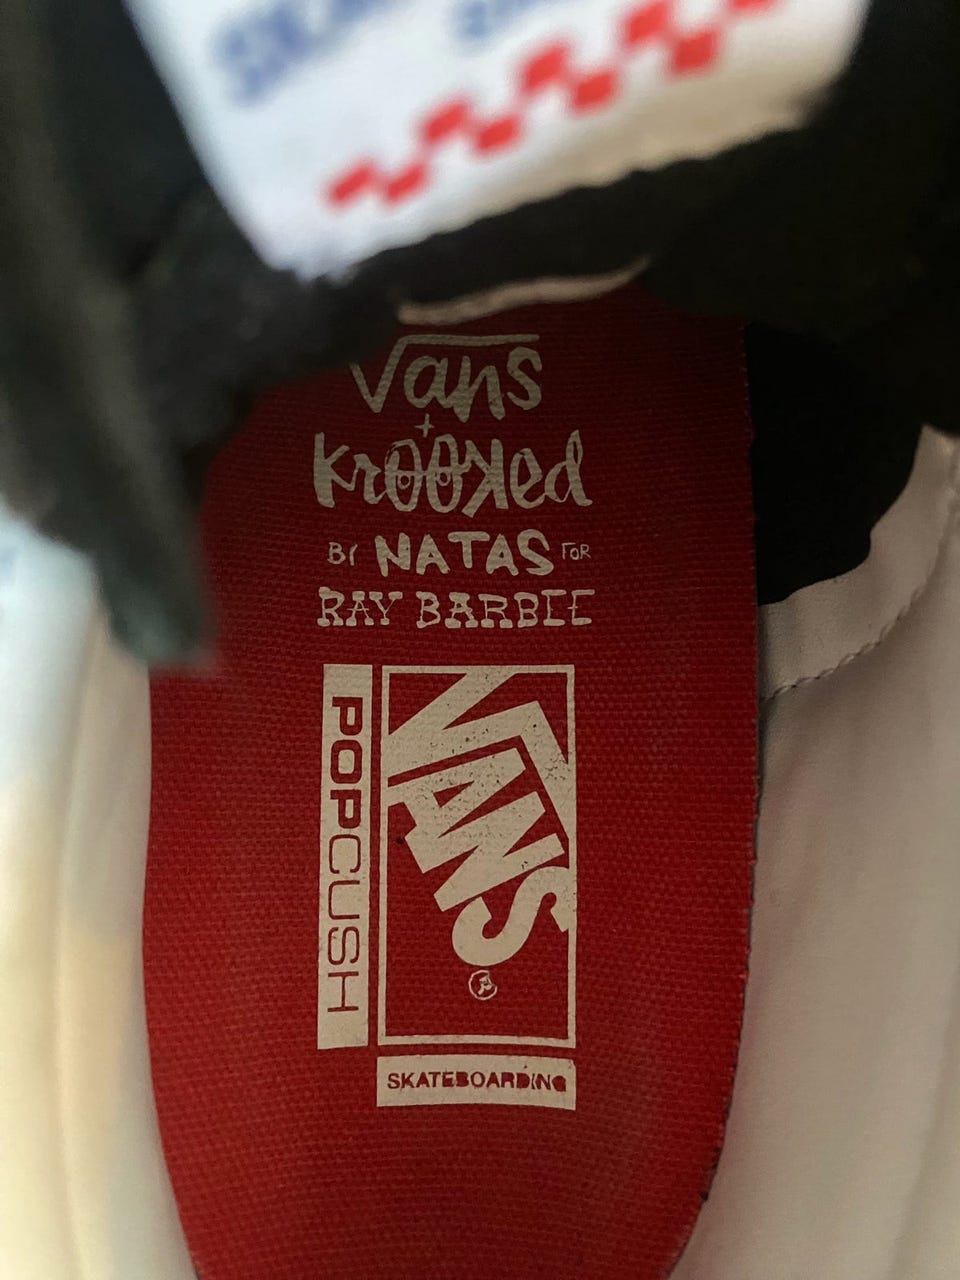 Vans
+
Krooked
BY NATAS FOR
RAY BARBEE
VANS
POPCUSH
SKATEBOARDING